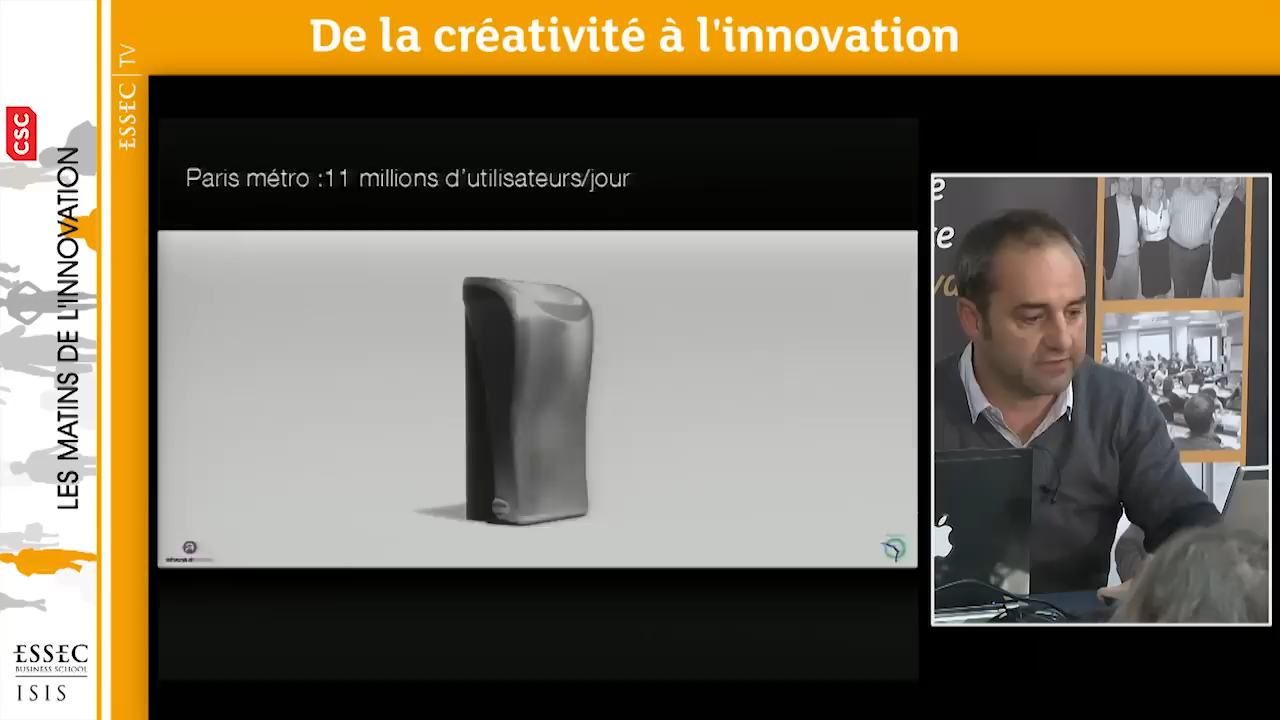 De la créativité à l'innovation
ESSEC | TV
CSC
LES MATINS DE L'INNOVATION
Paris métro :11 millions d'utilisateurs/jour
ESSEC
BUSINESS SCHOOL
ISIS